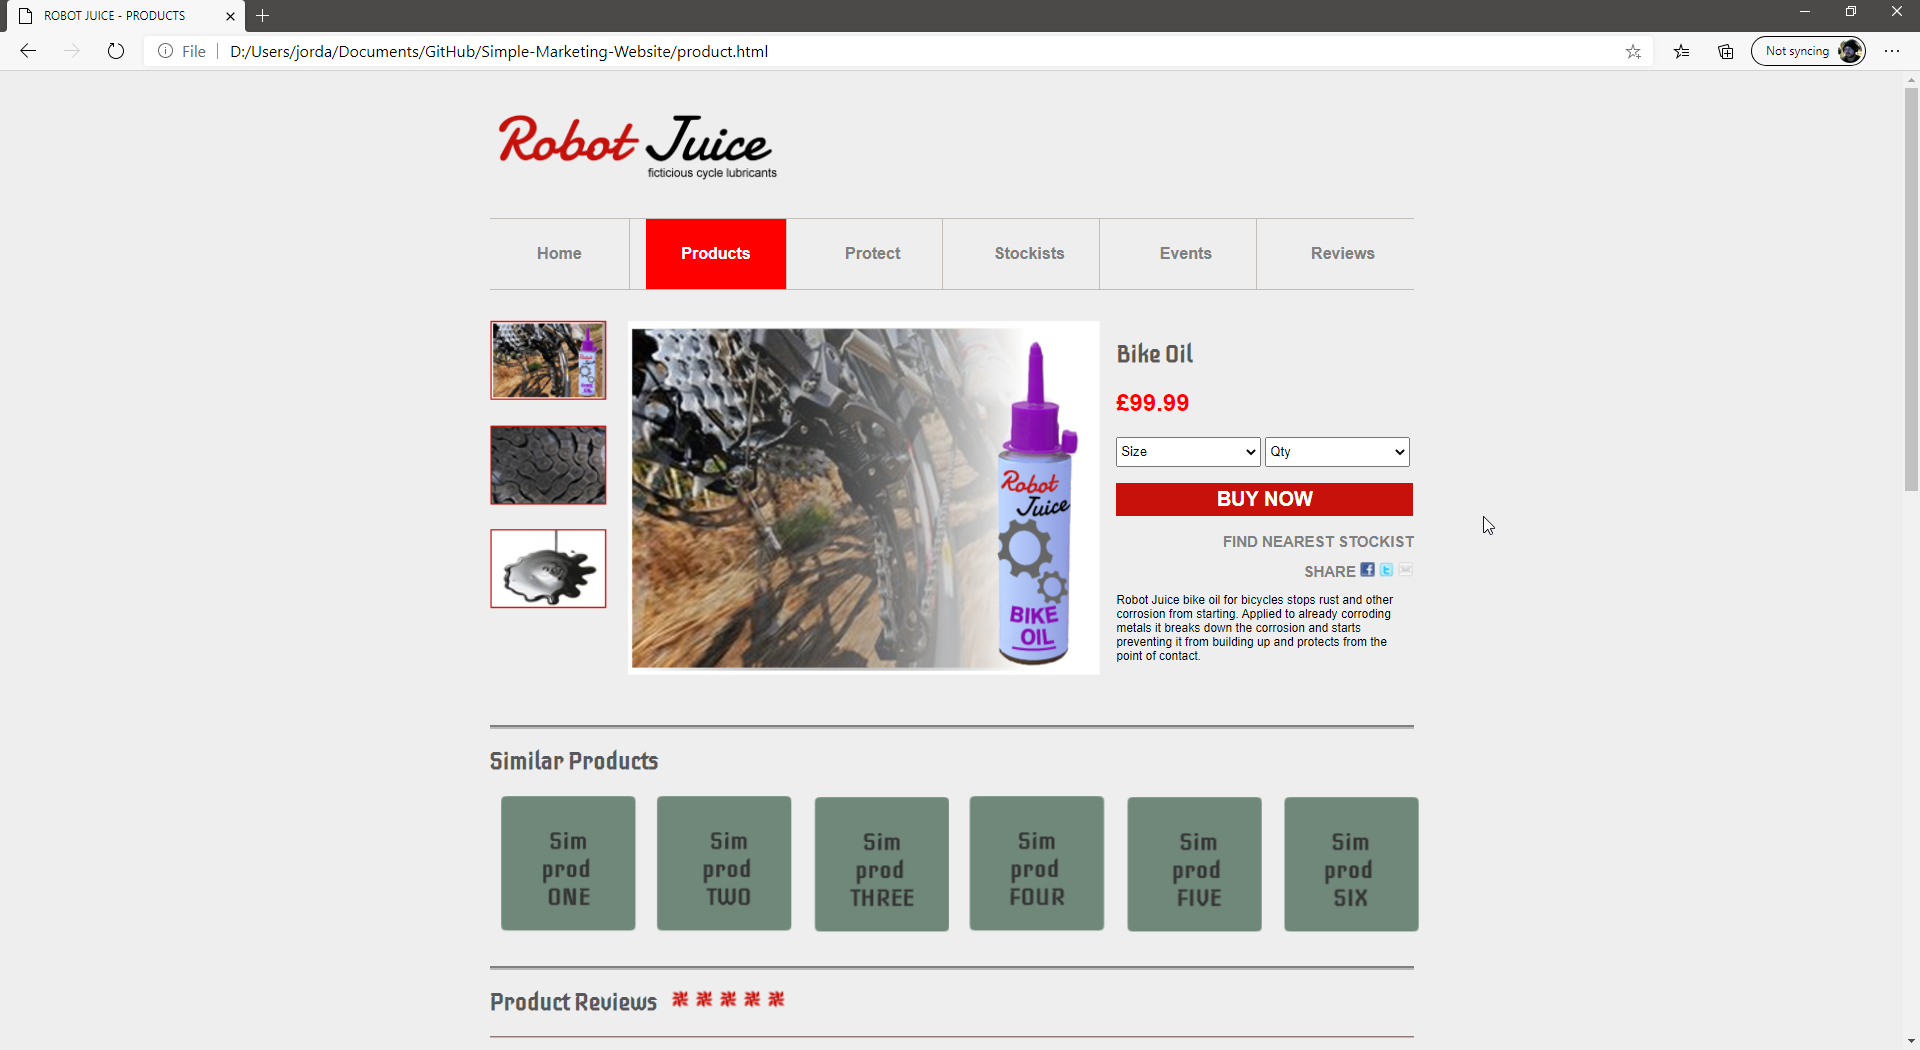 ROBOT JUICE - PRODUCTS
File
D:/Users/jorda/Documents/GitHub/Simple-Marketing-Website/product.html
Not syncing
Robot Juice
ficticious cycle lubricants
Home
Products
Protect
Stockists
Events
Reviews
Robot
Juice
BIKE
OIL
Bike Oil
£99.99
Size
Qty
BUY NOW
FIND NEAREST STOCKIST
SHARE
Robot Juice bike oil for bicycles stops rust and other
corrosion from starting. Applied to already corroding
metals it breaks down the corrosion and starts
preventing it from building up and protects from the
point of contact.
Similar Products
Sim
prod
ONE
Sim
prod
TWO
Sim
prod
THREE
Sim
prod
FOUR
Sim
prod
FIVE
Sim
prod
SIX
Product Reviews